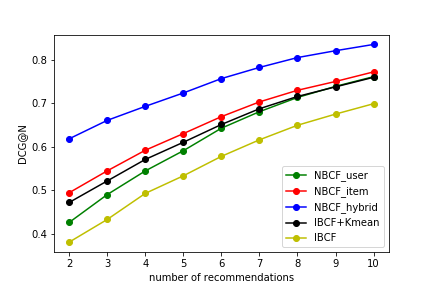 DCG@N
0.8
0.7
0.6
0.5
0.4
2 3 4 5 6 7 8 9 10
number of recommendations
NBCF_user
NBCF_item
NBCF_hybrid
IBCF+Kmean
IBCF